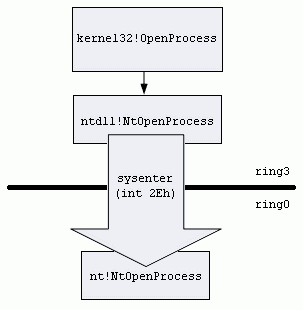 kernel32!OpenProcess
ntdll!NtOpenProcess
sysenter
(int 2Eh)
ring3
ring0
nt!NtOpenProcess